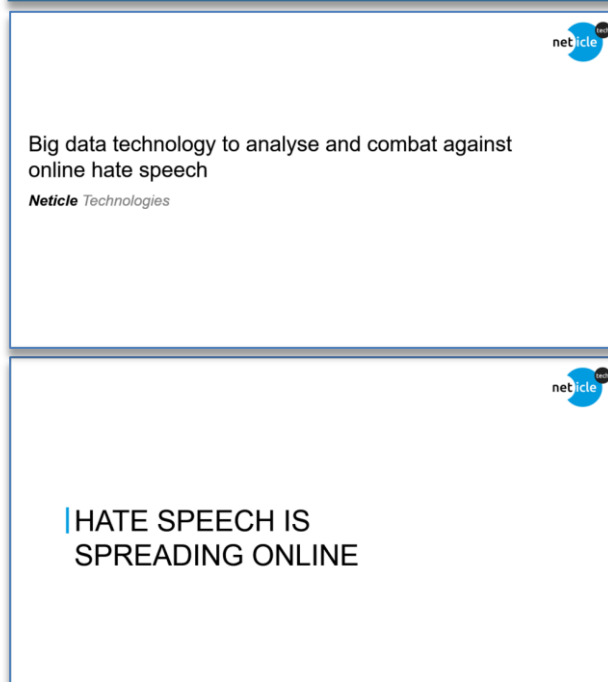 neticle tech
Big data technology to analyse and combat against
online hate speech
Neticle Technologies
neticle tech
HATE SPEECH IS
SPREADING ONLINE